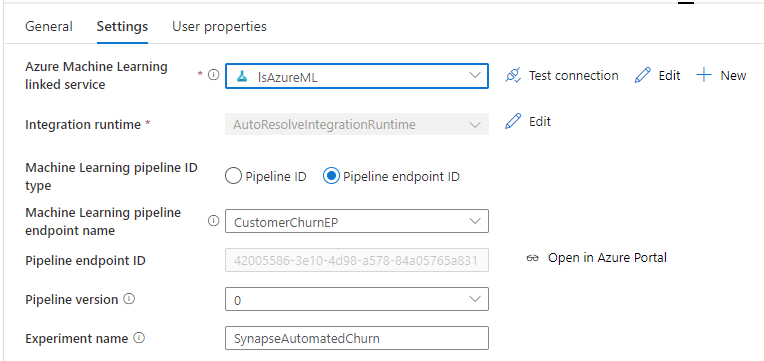 General Settings User properties
Azure Machine Learning linked service * lsAzureML Test connection Edit New
Integration runtime * AutoResolveIntegrationRuntime Edit
Machine Learning pipeline ID type Pipeline ID Pipeline endpoint ID
Machine Learning pipeline endpoint name CustomerChurnEP
Pipeline endpoint ID 42005586-3e10-4d98-a578-84a05765a831 Open in Azure Portal
Pipeline version 0
Experiment name SynapseAutomatedChurn